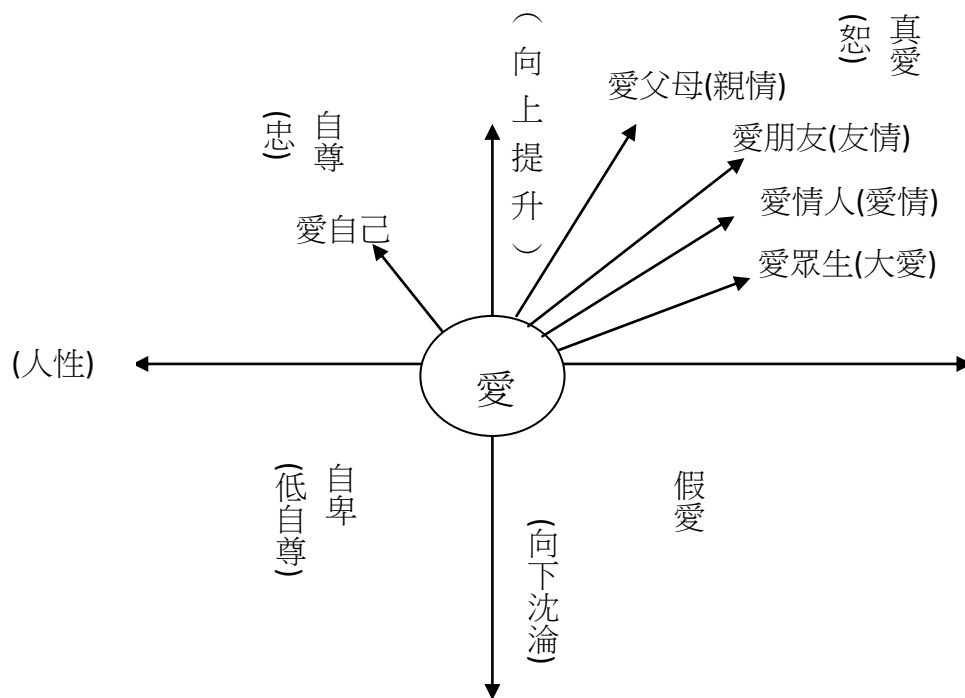 (向上提升)
真愛
(恕)
愛父母(親情)
自尊
(忠)
愛朋友(友情)
愛情人(愛情)
愛自己
愛眾生(大愛)
(人性)
愛
自卑
(低自尊)
假愛
(向下沈淪)